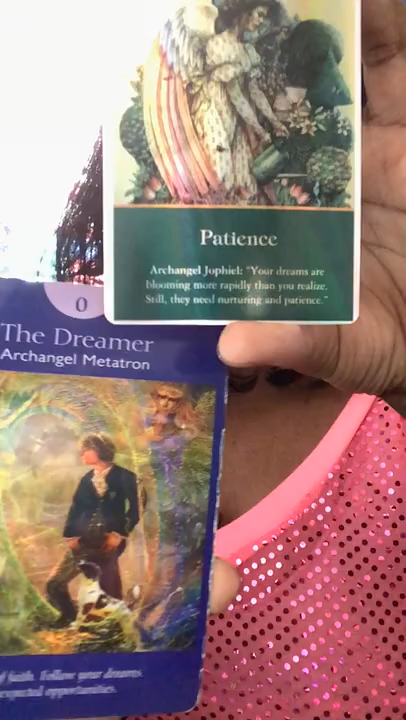 Patience
Archangel Jophiel: "Your dreams are
blooming more rapidly than you realize.
Still, they need nurturing and patience."
0
The Dreamer
Archangel Metatron
of faith. Follow your dreams.
expected opportunities.